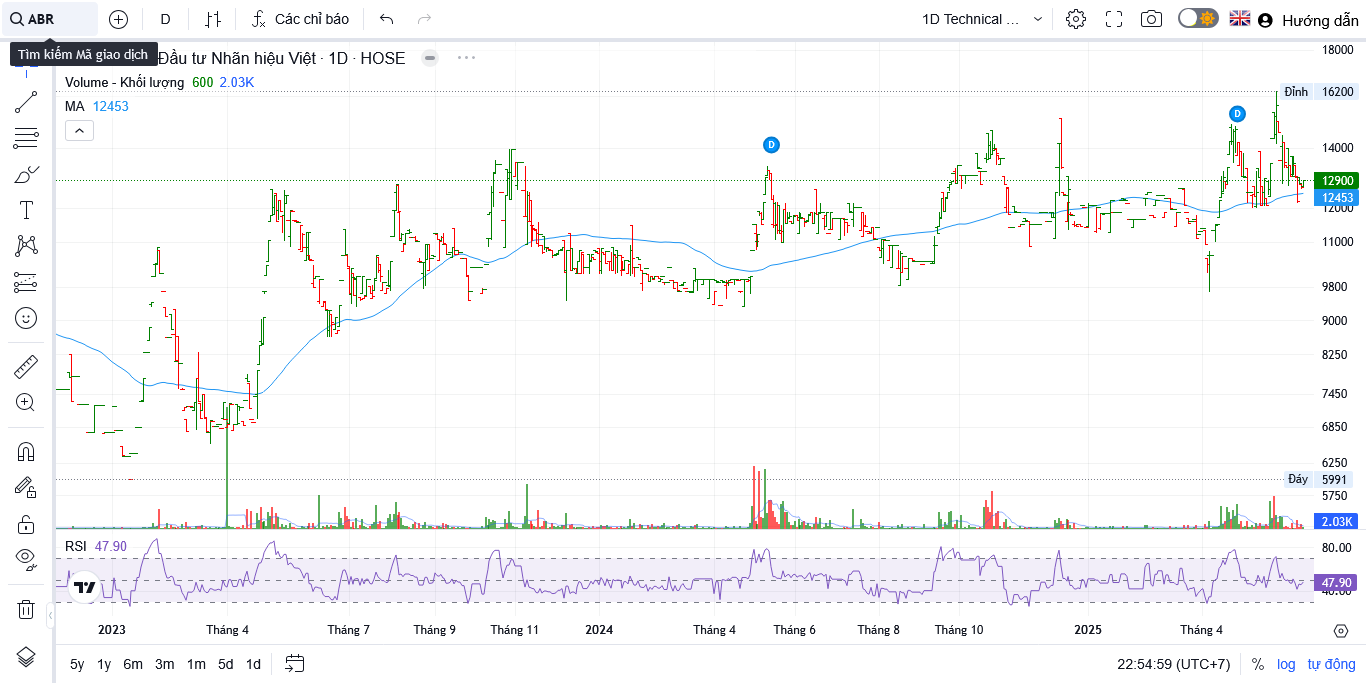 ABR
D
Các chỉ báo
1D Technical ...
Hướng dẫn
Tìm kiếm Mã giao dịch
Đầu tư Nhãn hiệu Việt · 1D · HOSE
Volume - Khối lượng 600 2.03K
MA 12453
D
D
18000
Đỉnh 16200
14000
12900
12453
12000
11000
9800
9000
8250
7450
6850
6250
Đáy 5991
5750
2.03K
RSI 47.90
80.00
47.90
40.00
2023 Tháng 4 Tháng 7 Tháng 9 Tháng 11 2024 Tháng 4 Tháng 6 Tháng 8 Tháng 10 2025 Tháng 4
5y 1y 6m 3m 1m 5d 1d
22:54:59 (UTC+7) % log tự động